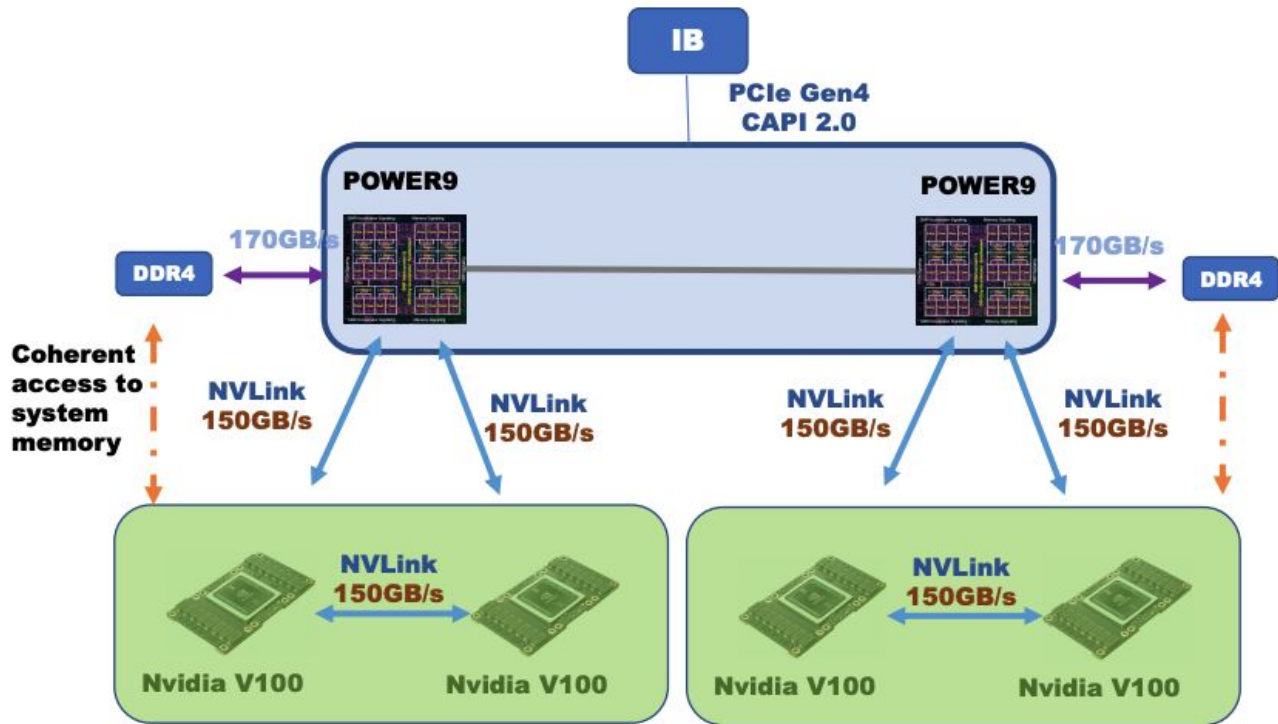 IB
PCIe Gen4
CAPI 2.0
POWER9
POWER9
170GB/s
170GB/s
DDR4
DDR4
Coherent
access to
system
memory
NVLink
150GB/s
NVLink
150GB/s
NVLink
150GB/s
NVLink
150GB/s
NVLink
150GB/s
NVLink
150GB/s
Nvidia V100
Nvidia V100
Nvidia V100
Nvidia V100